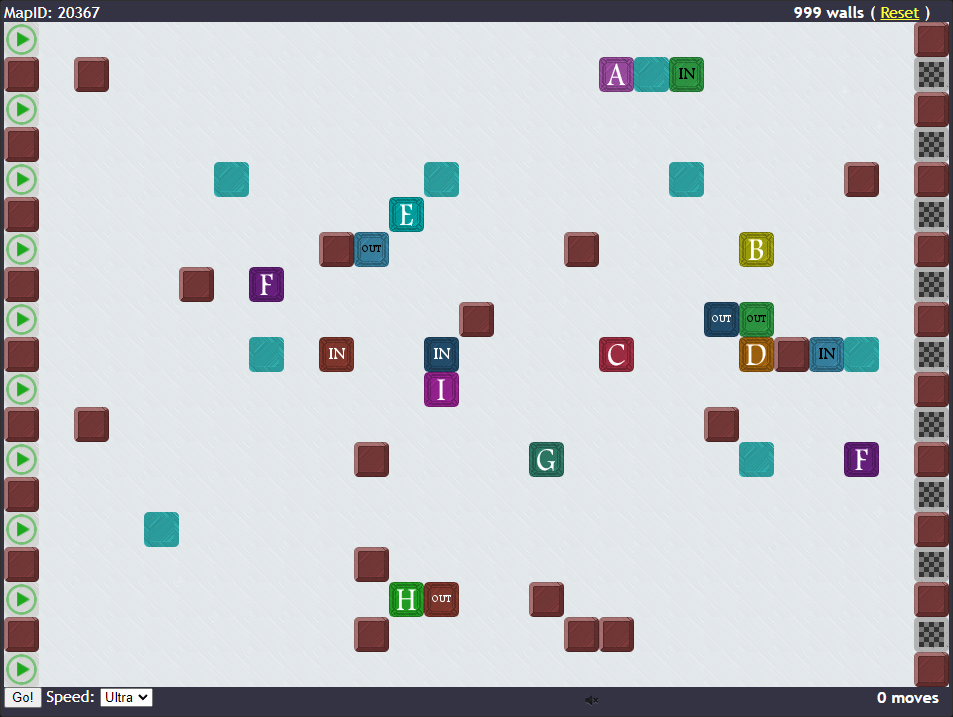 MapID: 20367 999 walls ( Reset )
A IN
E
OUT B
F
OUT OUT
IN IN C D IN
I
G F
H OUT
Go! Speed: Ultra 0 moves